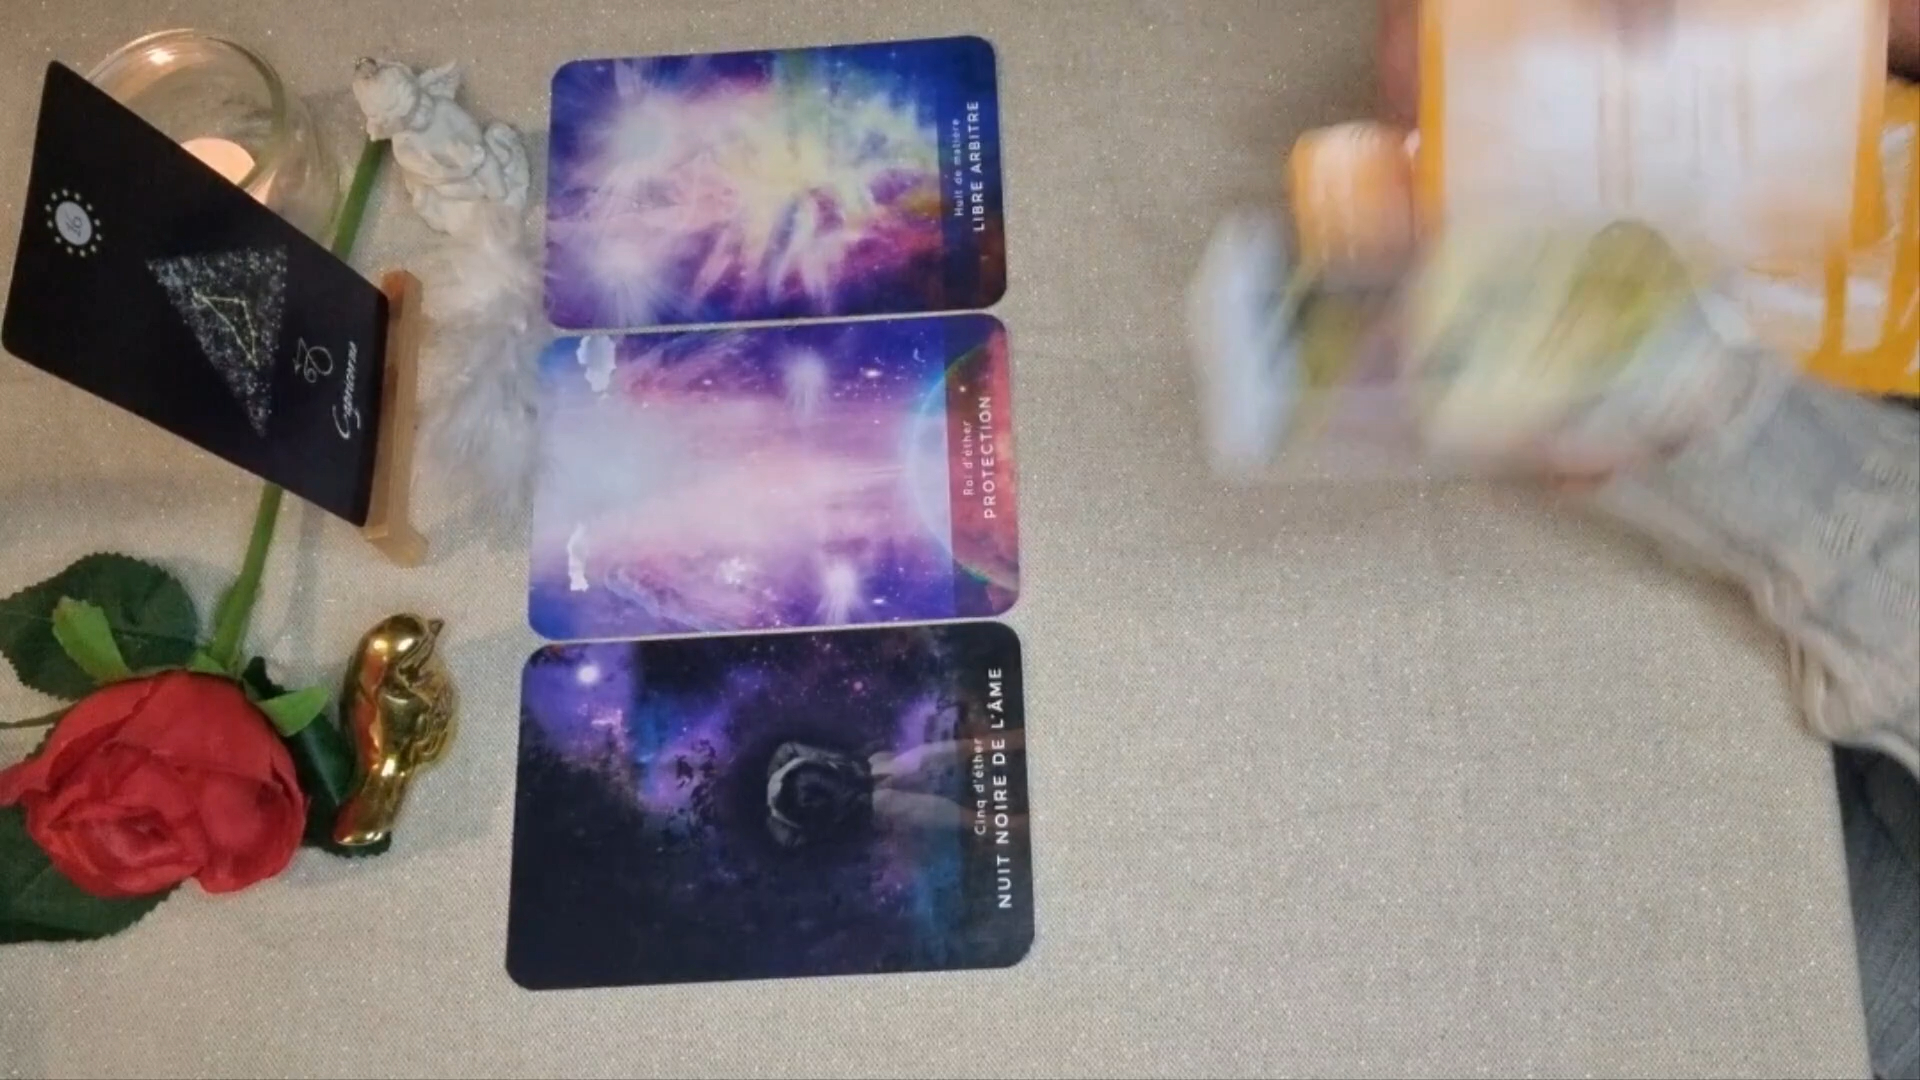 16
Capricorne
Huit de matière
LIBRE ARBITRE
Roi d'éther
PROTECTION
Cinq d'éther
NUIT NOIRE DE L'ÂME